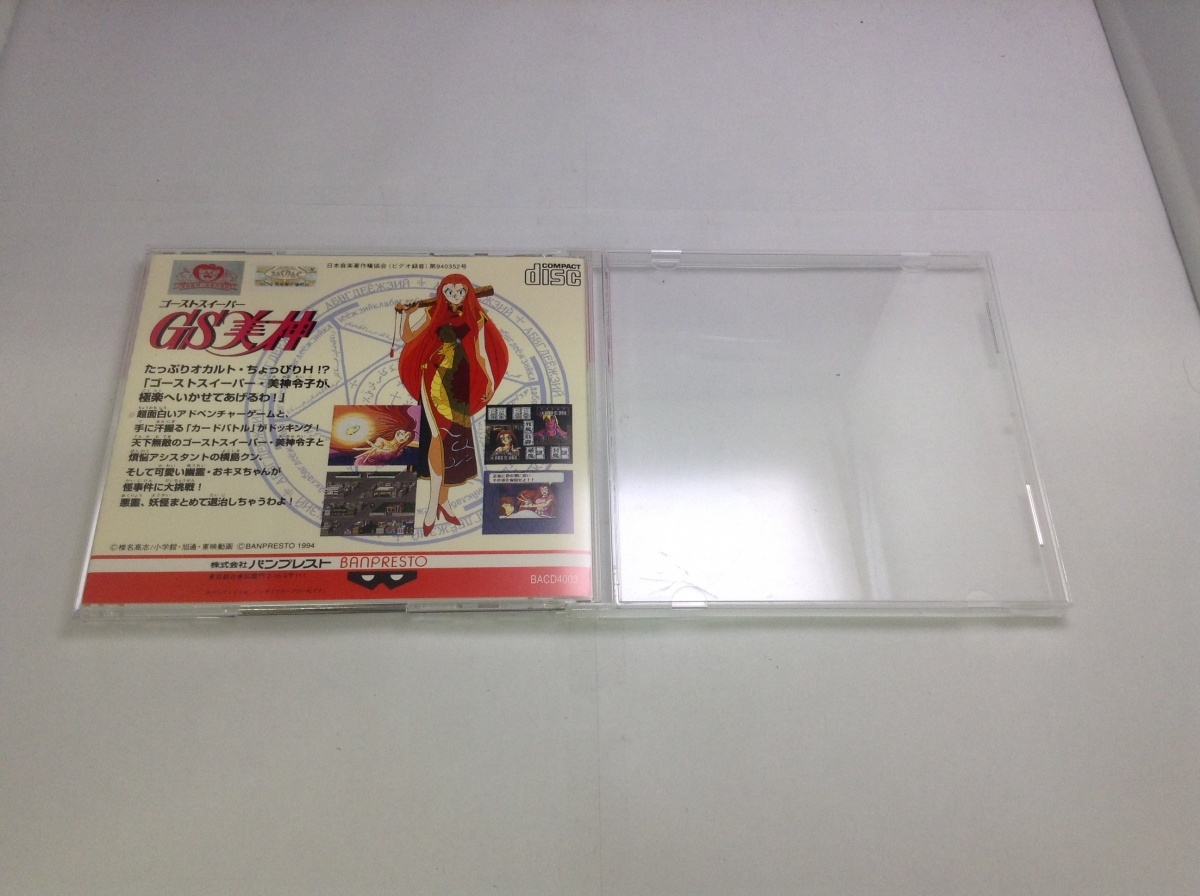 日本音楽著作権協会(ビデオ録音)第940352号
COMPACT
disc
ゴーストスイーパー
GS美神
たっぷりオカルト・ちょっぴりH!?
「ゴーストスイーパー・美神令子が、
極楽へいかせてあげるわ!」
超面白いアドベンチャーゲームと、
手に汗握る「カードバトル」がドッキング!
天下無敵のゴーストスイーパー・美神令子と
煩悩アシスタントの横島クン、
そして可愛い幽霊・おキヌちゃんが
怪事件に大挑戦!
悪霊、妖怪まとめて退治しちゃうわよ!
©椎名高志/小学館・旭通・東映動画 ©BANPRESTO 1994
株式会社バンプレスト BANPRESTO
BACD4003